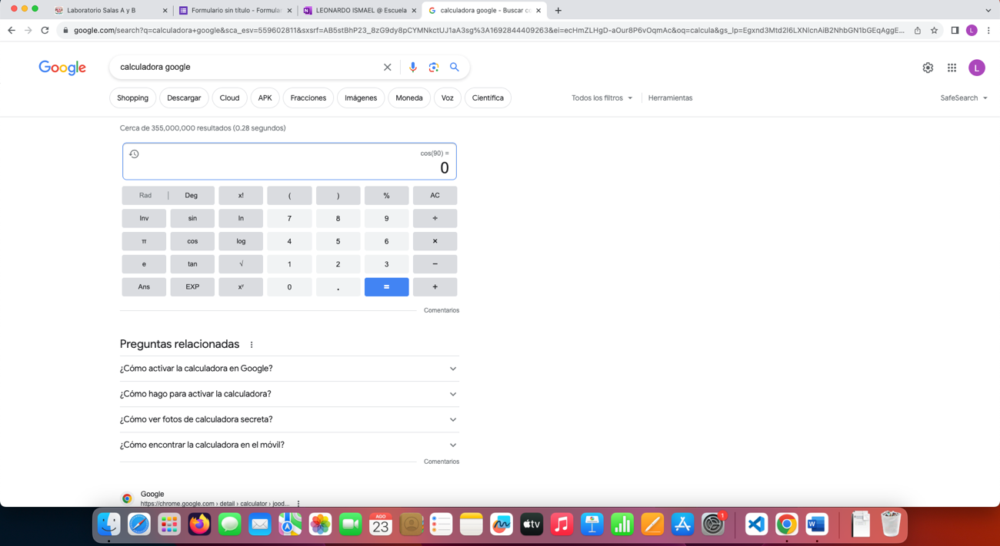 Laboratorio Salas A y B
Formulario sin título - Formular
LEONARDO ISMAEL @ Escuela
calculadora google - Buscar co
google.com/search?q=calculadora+google&sca_esv=559602811&sxsrf=AB5stBhP23_8zG9dy8pCYMNkctUJ1aA3sg%3A1692844409263&ei=ecHmZLHgD-aOur8P6vOqmAc&oq=calcula&gs_lp=Egxnd3Mtd2l6LXNlcnAiB2NhbGN1bGEqAggE...
L
Google
calculadora google
L
Shopping
Descargar
Cloud
APK
Fracciones
Imágenes
Moneda
Voz
Científica
Todos los filtros
Herramientas
SafeSearch
Cerca de 355,000,000 resultados (0.28 segundos)
cos(90) =
0
Rad | Deg x! ( ) % AC
Inv sin ln 7 8 9 ÷
π cos log 4 5 6 ×
e tan √ 1 2 3 −
Ans EXP xʸ 0 . = +
Comentarios
Preguntas relacionadas
¿Cómo activar la calculadora en Google?
¿Cómo hago para activar la calculadora?
¿Cómo ver fotos de calculadora secreta?
¿Cómo encontrar la calculadora en el móvil?
Comentarios
Google
https://chrome.google.com › detail › calculator › jood...
AGO
23
tv
1
W